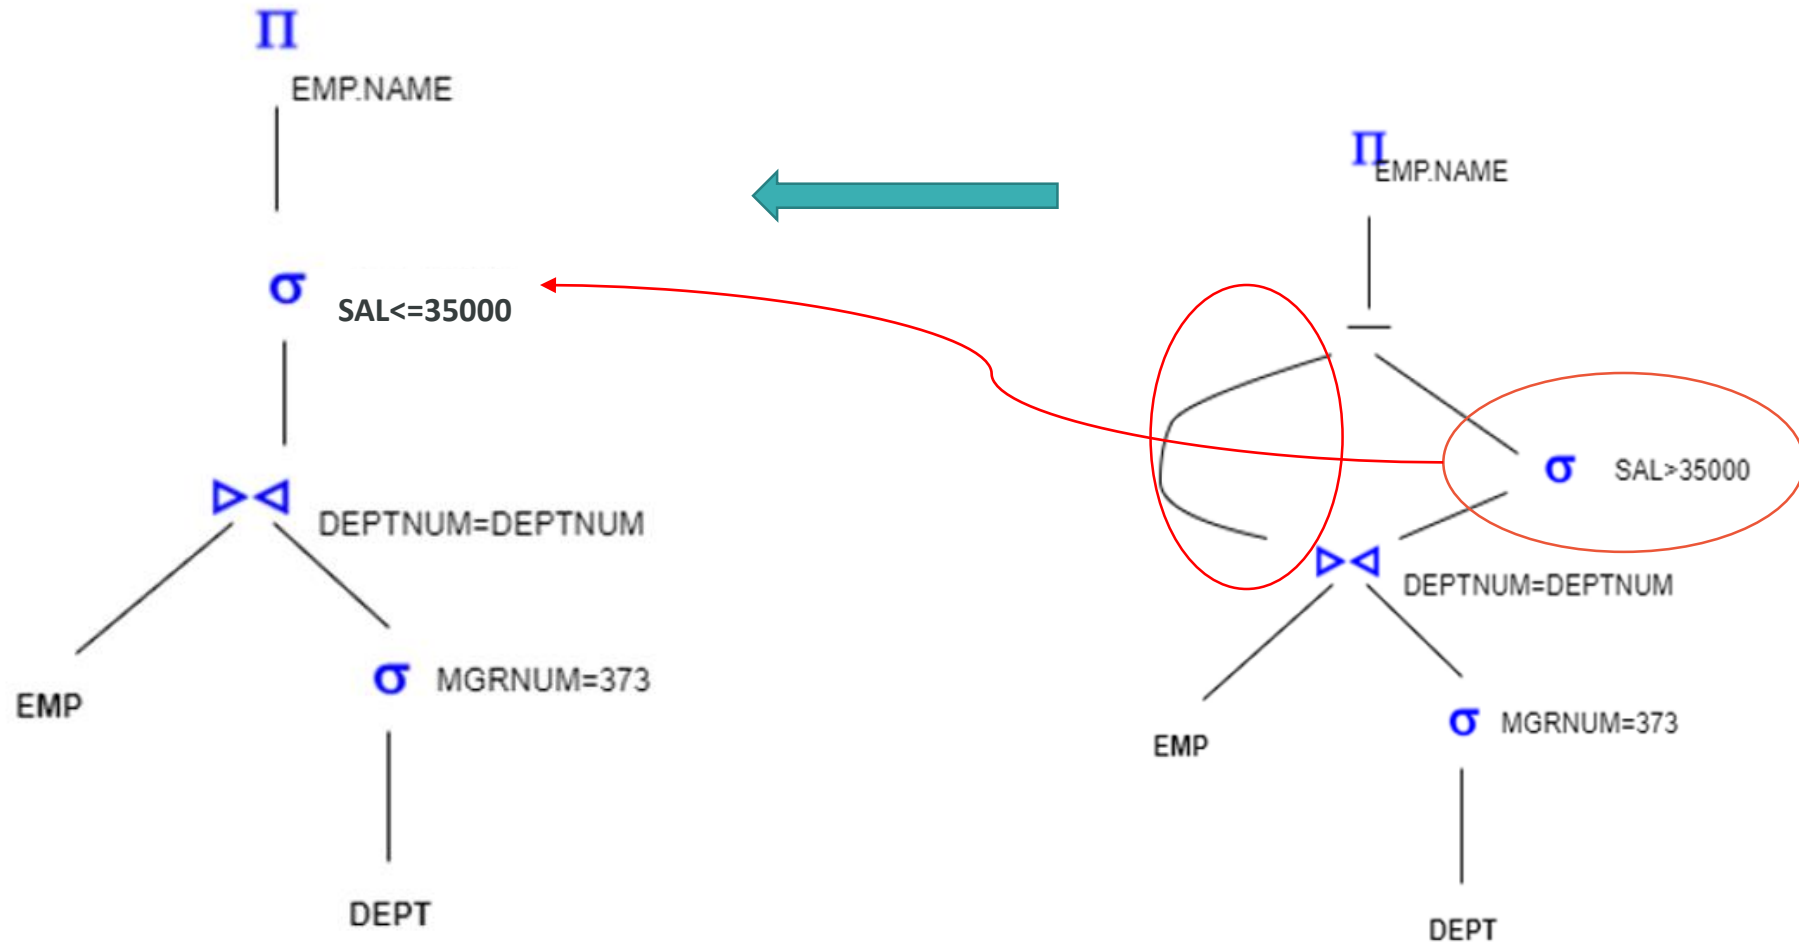 Π
EMP.NAME
σ
SAL<=35000
▷◁
DEPTNUM=DEPTNUM
EMP
σ MGRNUM=373
DEPT
Π
EMP.NAME
—
σ SAL>35000
▷◁
DEPTNUM=DEPTNUM
EMP
σ MGRNUM=373
DEPT